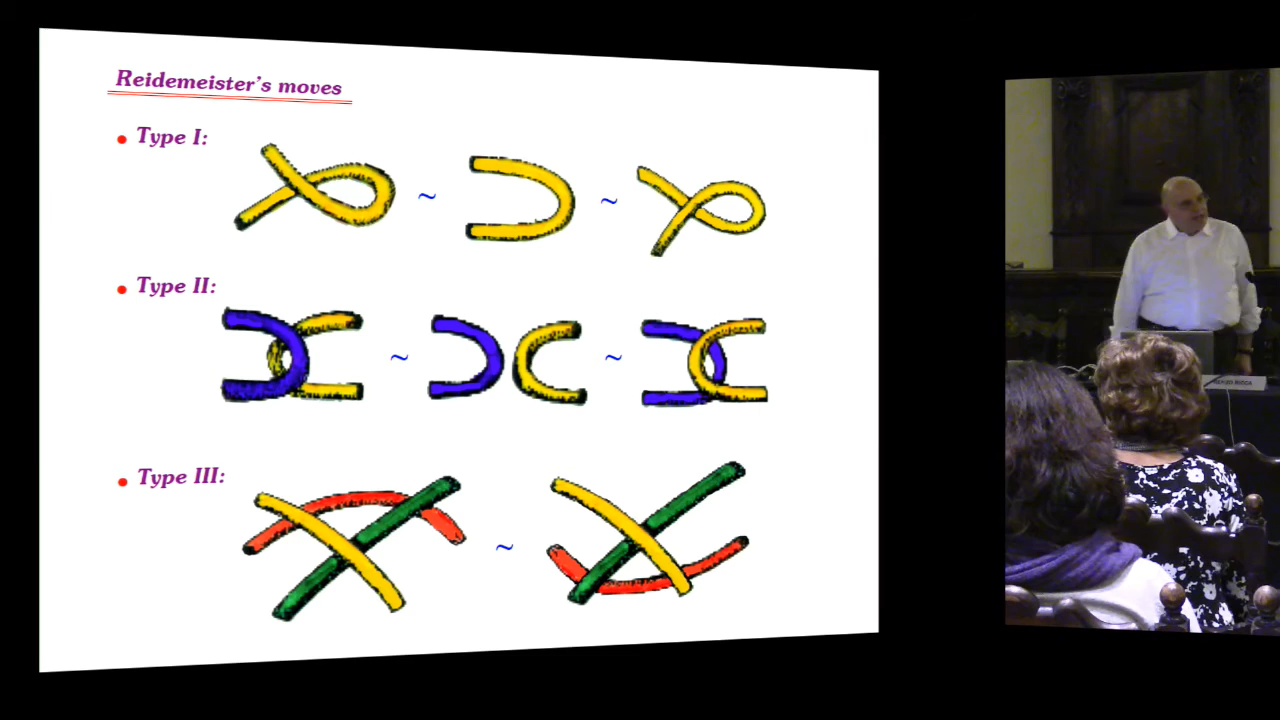 Reidemeister's moves
• Type I:
~ ~
• Type II:
~ ~
• Type III:
~